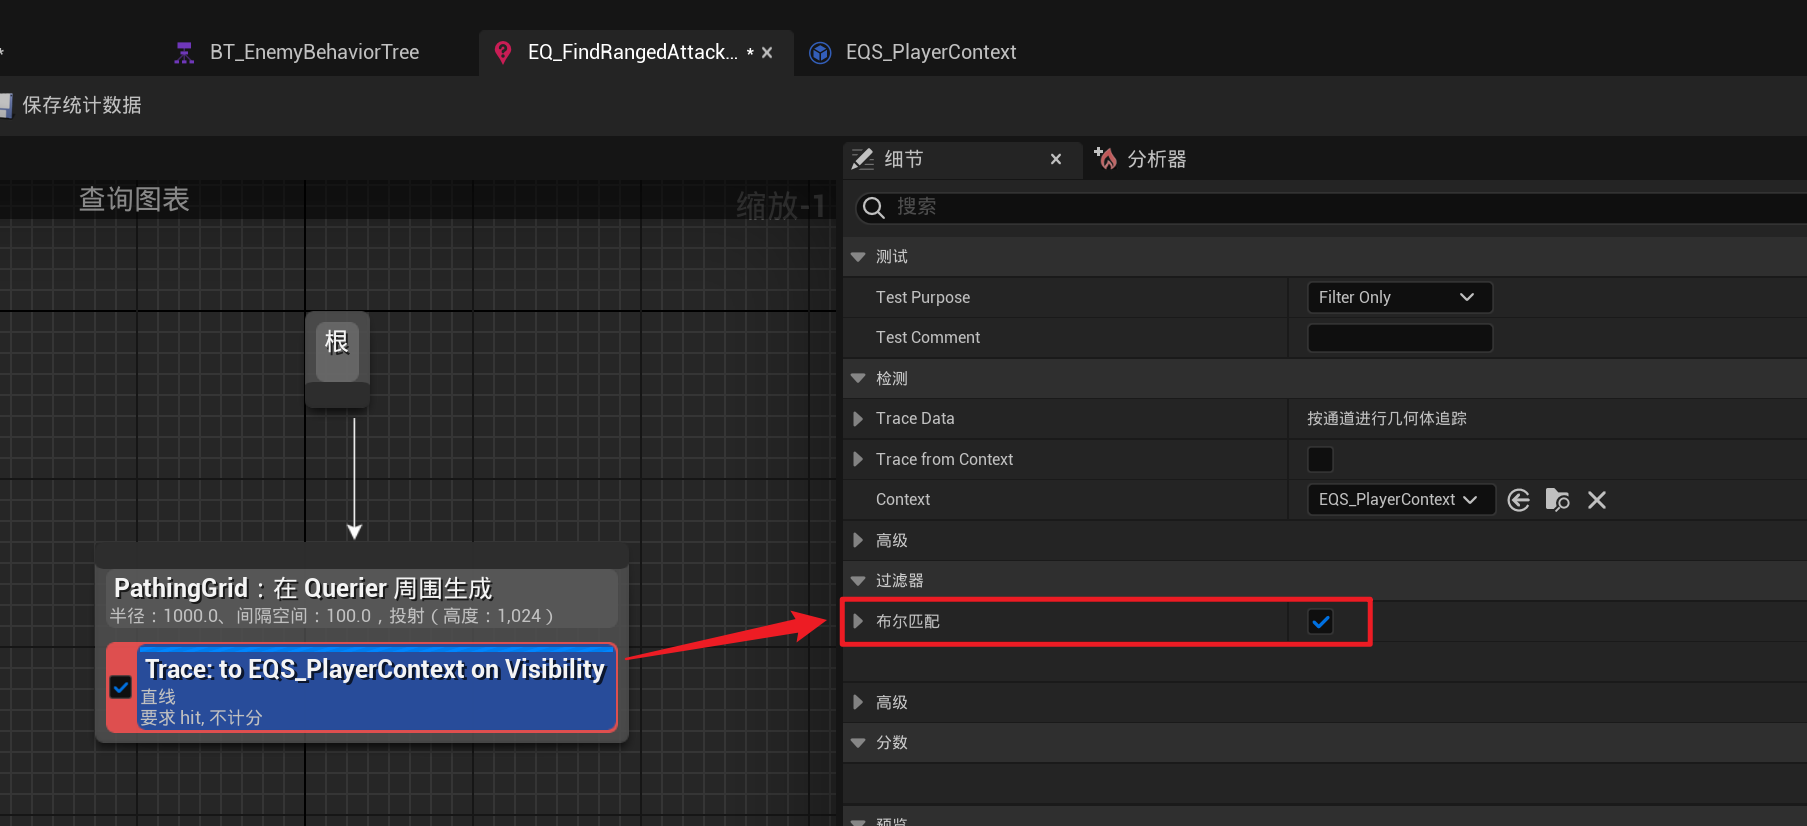 *
BT_EnemyBehaviorTree
EQ_FindRangedAttack... *
EQS_PlayerContext
保存统计数据
细节
分析器
查询图表
缩放-1
搜索
测试
Test Purpose
Filter Only
Test Comment
检测
Trace Data
按通道进行几何体追踪
Trace from Context
Context
EQS_PlayerContext
高级
过滤器
布尔匹配
高级
分数
预览
根
PathingGrid：在 Querier 周围生成
半径：1000.0、间隔空间：100.0，投射（高度：1,024）
Trace: to EQS_PlayerContext on Visibility
直线
要求 hit, 不计分